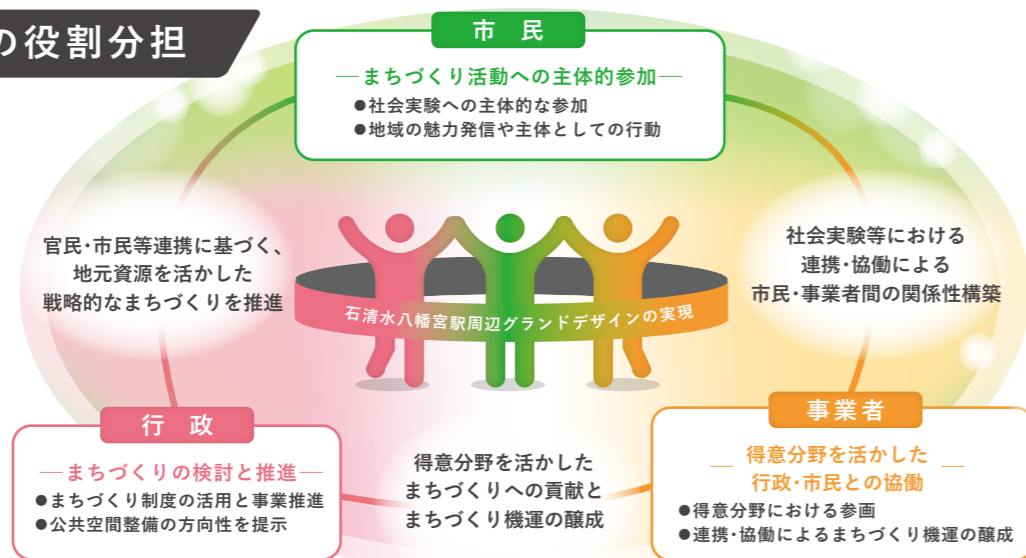 の役割分担
市民
まちづくり活動への主体的参加
●社会実験への主体的な参加
●地域の魅力発信や主体としての行動
官民・市民等連携に基づく、
地元資源を活かした
戦略的なまちづくりを推進
社会実験等における
連携・協働による
市民・事業者間の関係性構築
石清水八幡宮駅周辺グランドデザインの実現
行政
まちづくりの検討と推進
●まちづくり制度の活用と事業推進
●公共空間整備の方向性を提示
得意分野を活かした
まちづくりへの貢献と
まちづくり機運の醸成
事業者
得意分野を活かした
行政・市民との協働
●得意分野における参画
●連携・協働によるまちづくり機運の醸成